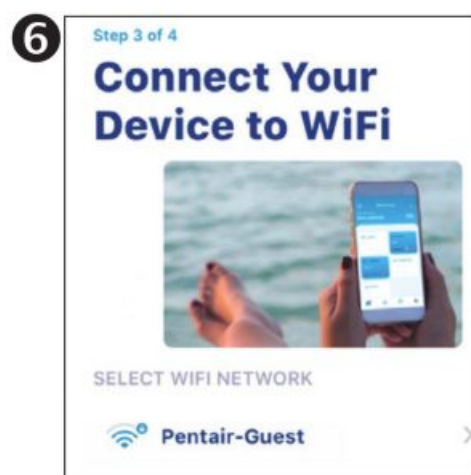 6
Step 3 of 4
Connect Your
Device to WiFi
SELECT WIFI NETWORK
Pentair-Guest